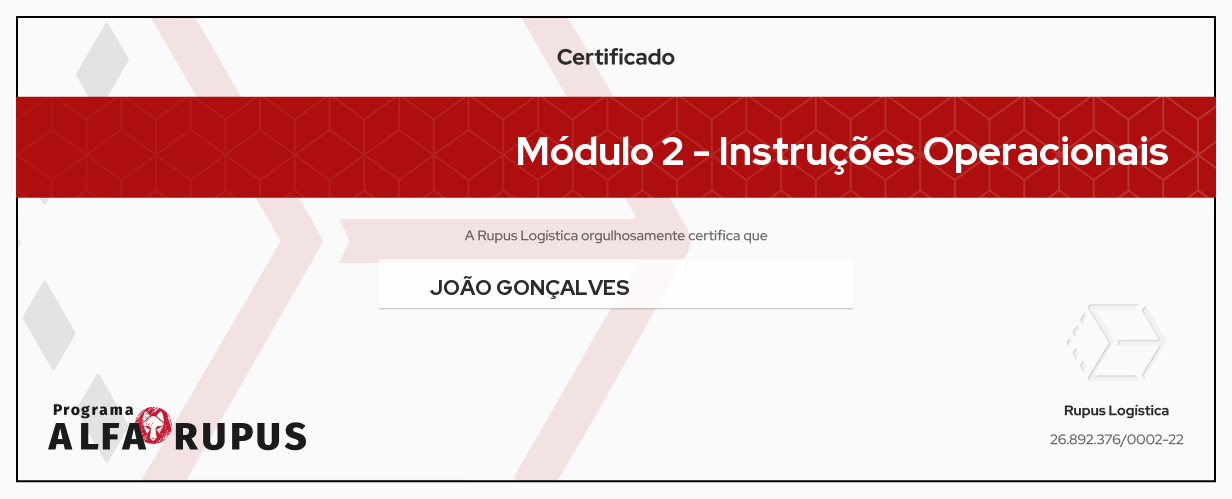 Certificado
Módulo 2 - Instruções Operacionais
A Rupus Logística orgulhosamente certifica que
JOÃO GONÇALVES
Programa
ALFA RUPUS
Rupus Logística
26.892.376/0002-22